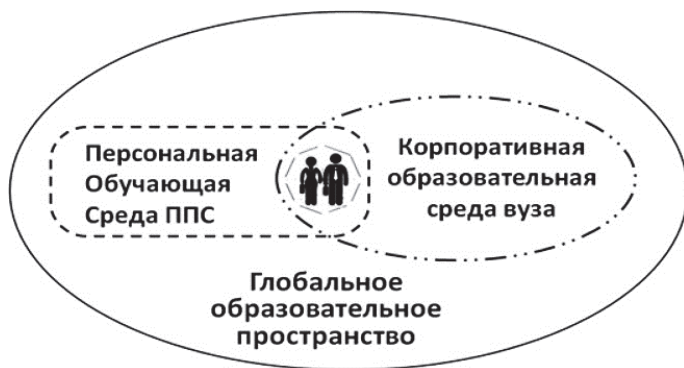 Персональная
Обучающая
Среда ППС
Корпоративная
образовательная
среда вуза
Глобальное
образовательное
пространство